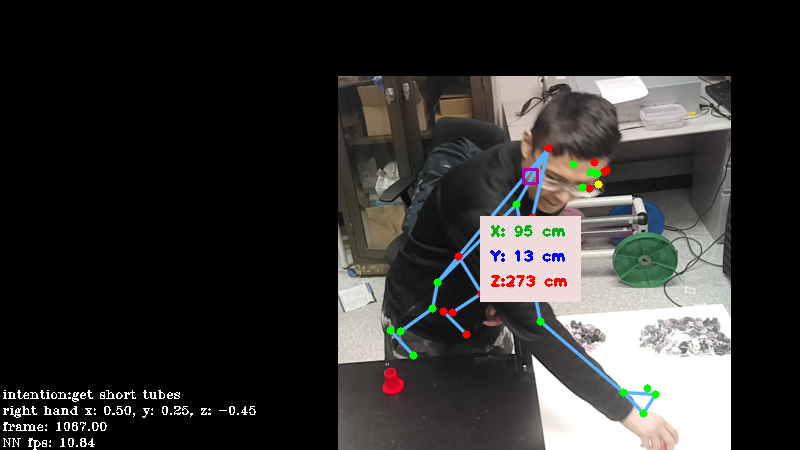 X: 95 cm
Y: 13 cm
Z:273 cm
intention:get short tubes
right hand x: 0.50, y: 0.25, z: -0.45
frame: 1067.00
NN fps: 10.84